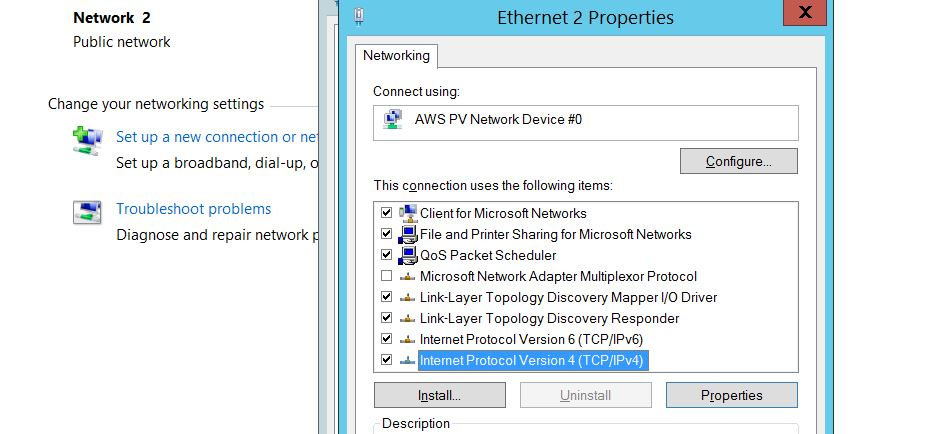 Network 2
Public network
Change your networking settings
Set up a new connection or net
Set up a broadband, dial-up, o
Troubleshoot problems
Diagnose and repair network p
Ethernet 2 Properties
X
Networking
Connect using:
AWS PV Network Device #0
Configure...
This connection uses the following items:
Client for Microsoft Networks
File and Printer Sharing for Microsoft Networks
QoS Packet Scheduler
Microsoft Network Adapter Multiplexor Protocol
Link-Layer Topology Discovery Mapper I/O Driver
Link-Layer Topology Discovery Responder
Internet Protocol Version 6 (TCP/IPv6)
Internet Protocol Version 4 (TCP/IPv4)
Install...
Uninstall
Properties
Description